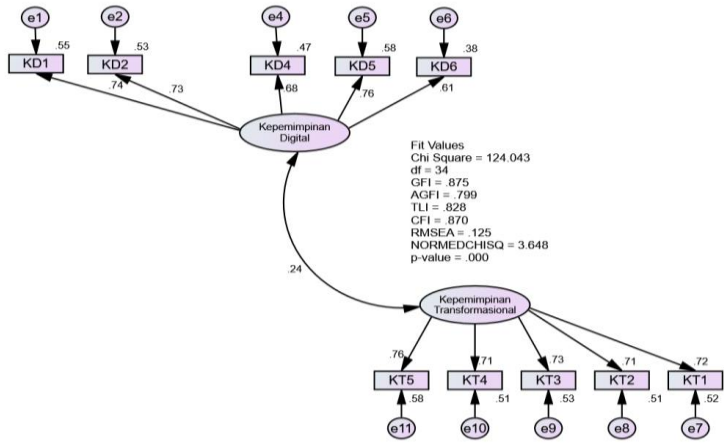 e1 e2 e4 e5 e6
.55 .53 .47 .58 .38
KD1 KD2 KD4 KD5 KD6
.74 .73 .68 .76 .61
Kepemimpinan
Digital
Fit Values
Chi Square = 124.043
df = 34
GFI = .875
AGFI = .799
TLI = .828
CFI = .870
RMSEA = .125
NORMEDCHISQ = 3.648
p-value = .000
.24
Kepemimpinan
Transformasional
.76 .71 .73 .71 .72
KT5 KT4 KT3 KT2 KT1
.58 .51 .53 .51 .52
e11 e10 e9 e8 e7